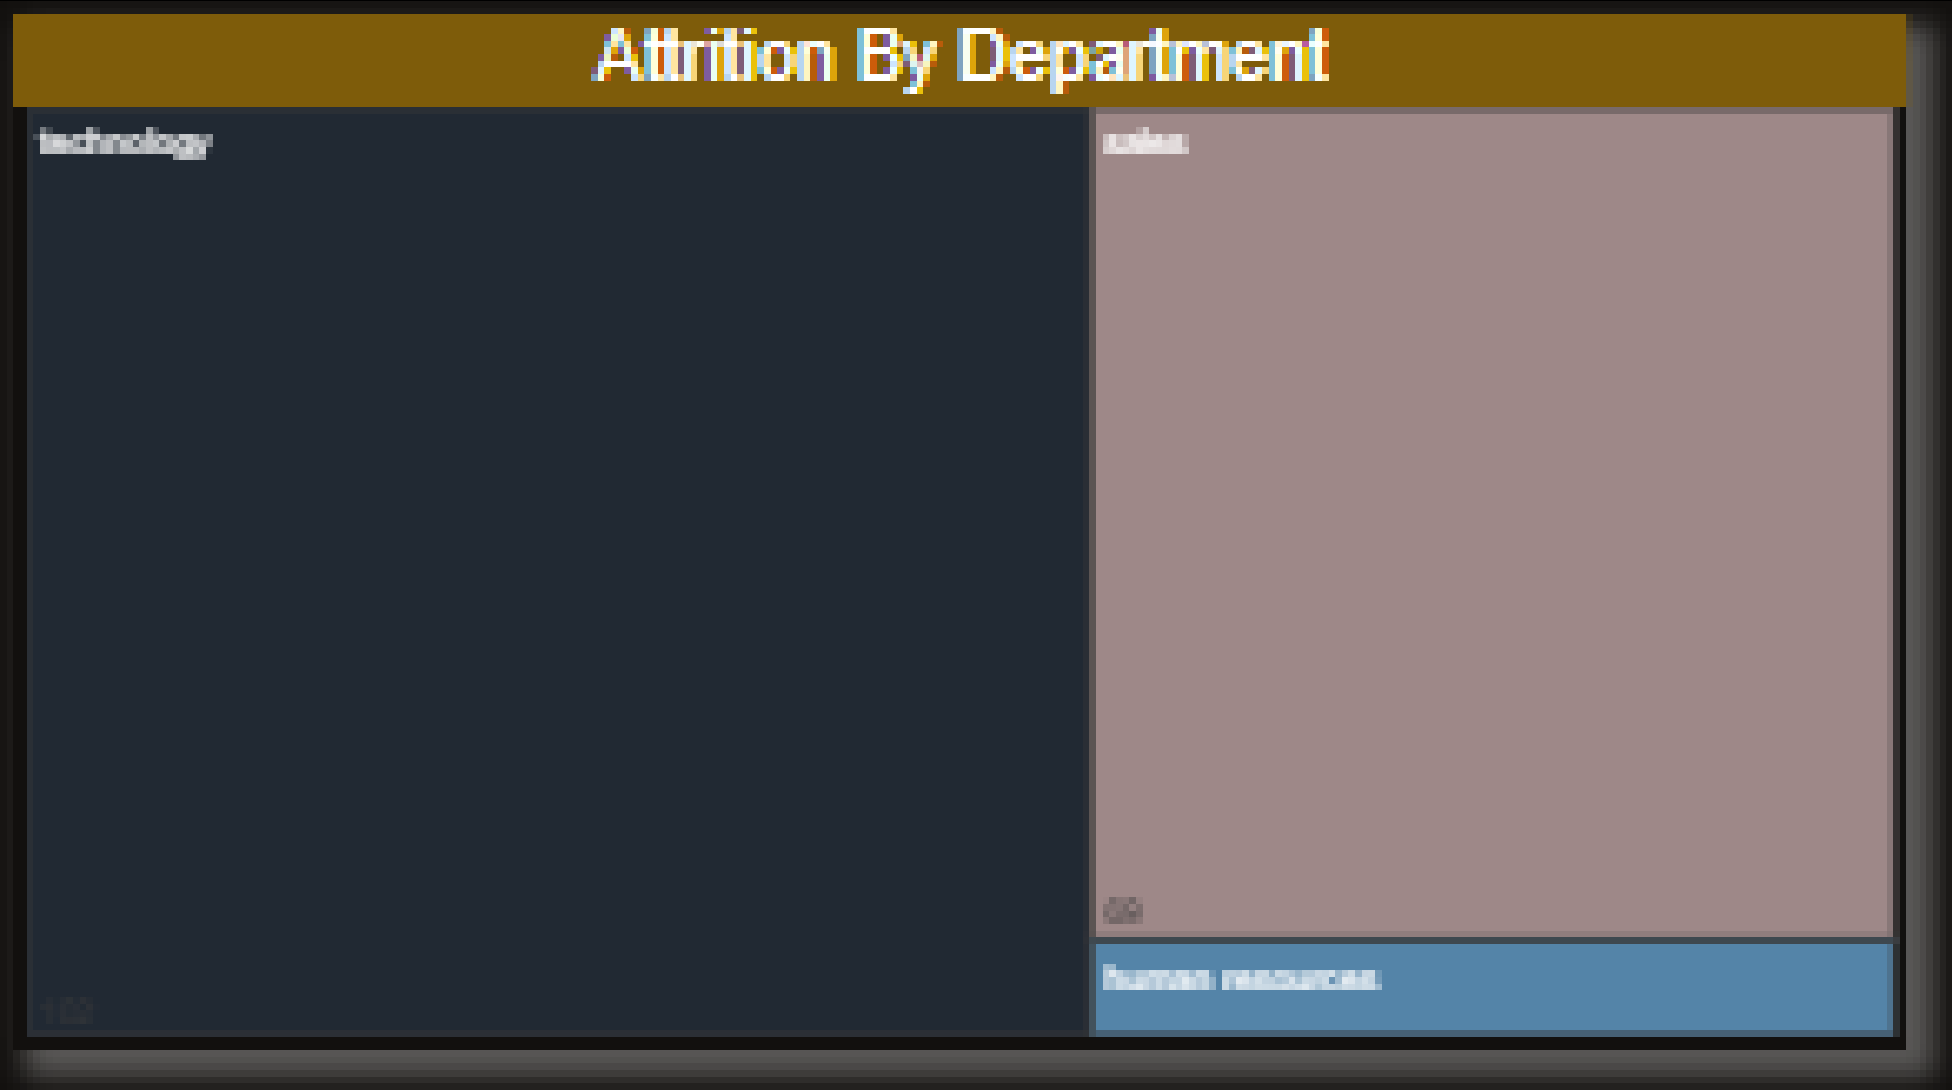 Attrition By Department
technology
sales
human resources